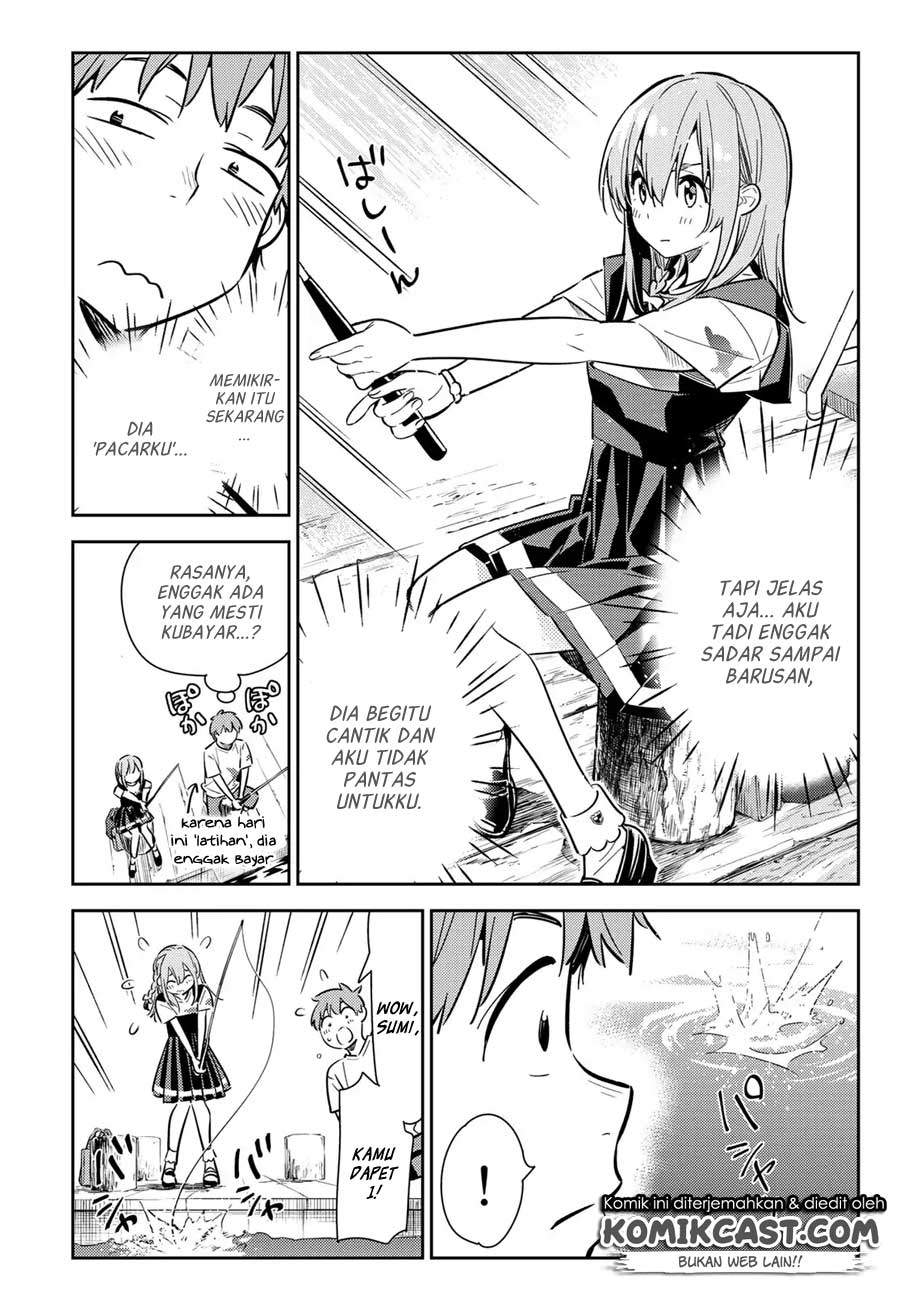 ばしーん
TAPI JELAS
AJA... AKU
TADI ENGGAK
SADAR SAMPAI
BARUSAN,
DIA BEGITU
CANTIK DAN
AKU TIDAK
PANTAS
UNTUKKU.
MEMIKIR-
KAN ITU
SEKARANG
...
DIA
'PACARKU'...
RASANYA,
ENGGAK ADA
YANG MESTI
KUBAYAR...?
ぽか
ぽか
karena hari
ini 'latihan', dia
enggak bayar
!
パシャ
WOW,
SUMI,
KAMU
DAPET
1!
バシャ
バシャ
Komik ini diterjemahkan & diedit oleh
KOMIKCAST.COM
BUKAN WEB LAIN!!